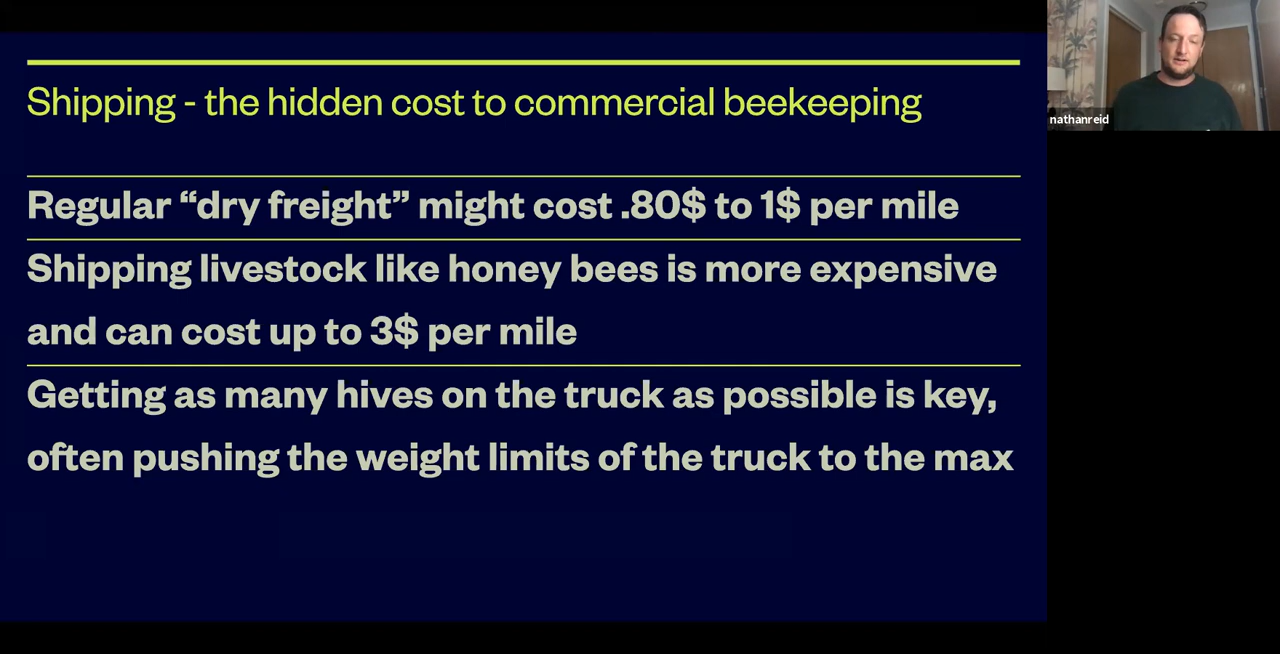 Shipping - the hidden cost to commercial beekeeping
Regular “dry freight” might cost .80$ to 1$ per mile
Shipping livestock like honey bees is more expensive
and can cost up to 3$ per mile
Getting as many hives on the truck as possible is key,
often pushing the weight limits of the truck to the max
nathanreid